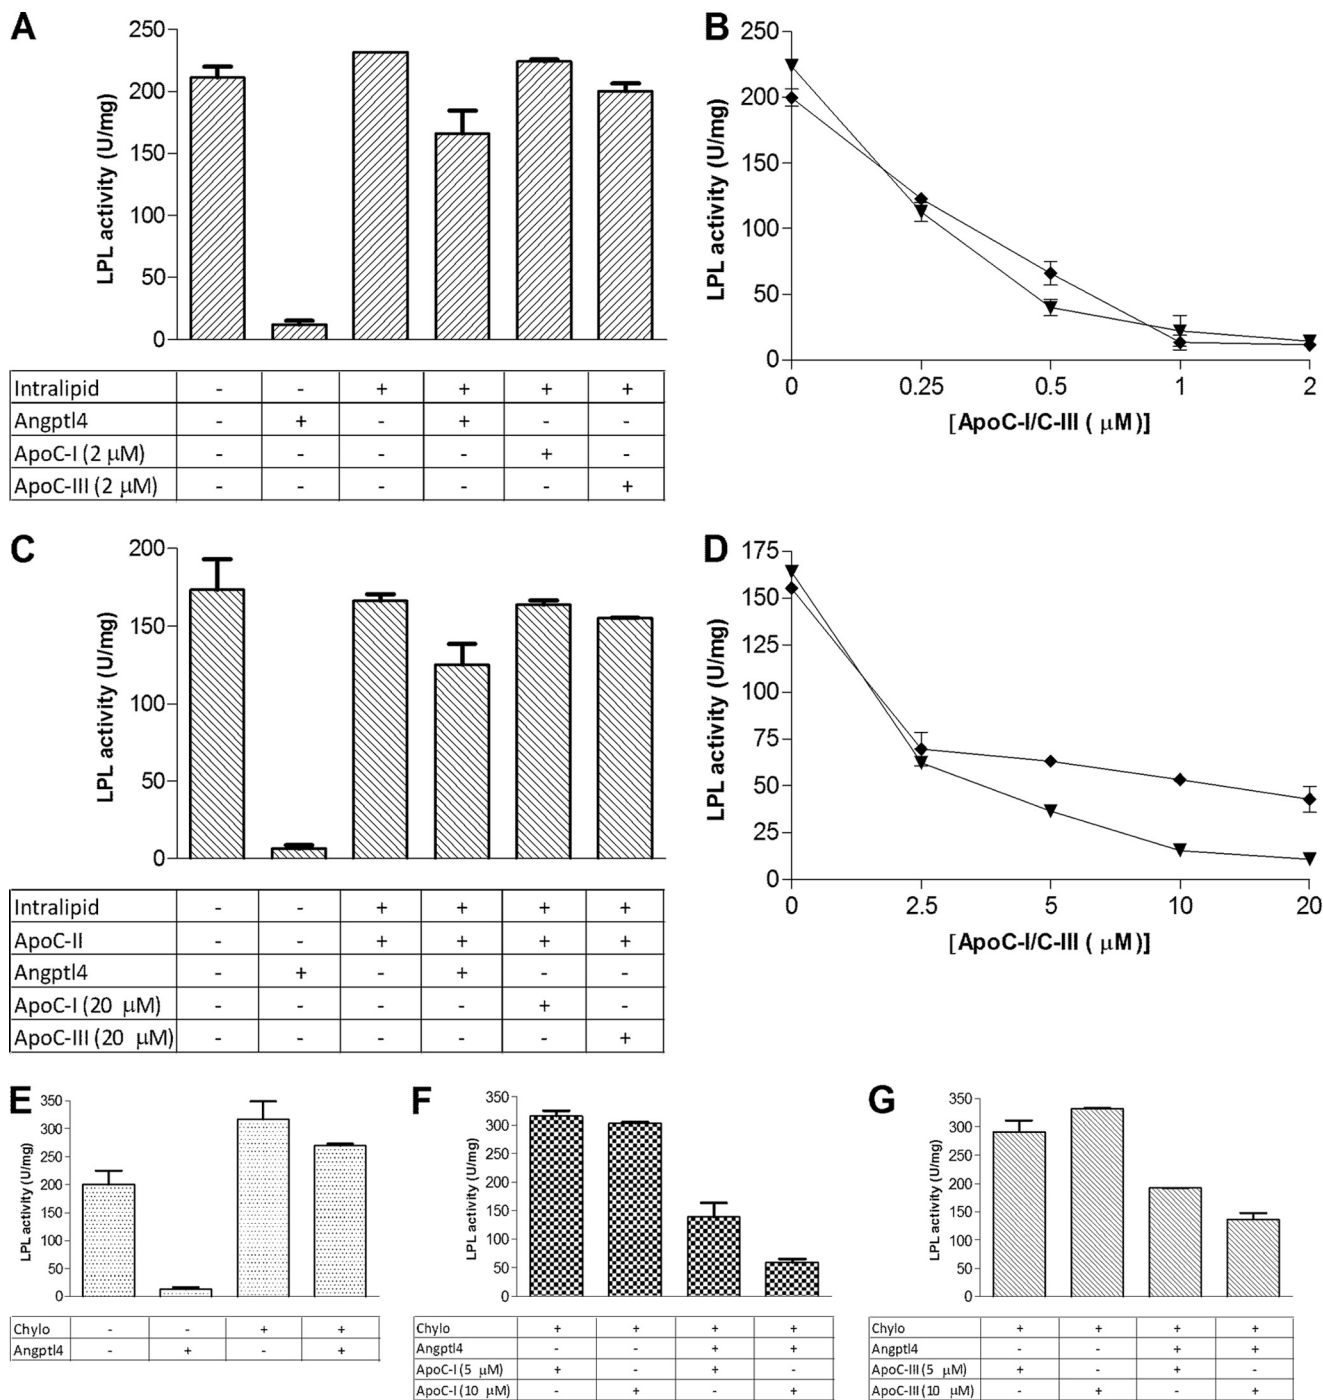 A
250
200
150
100
50
0
LPL activity (U/mg)
Intralipid - - + + + +
Angptl4 - + - + - -
ApoC-I (2 μM) - - - - + -
ApoC-III (2 μM) - - - - - +
B
250
200
150
100
50
0
LPL activity (U/mg)
0 0.25 0.5 1 2
[ApoC-I/C-III ( μM)]
C
200
150
100
50
0
LPL activity (U/mg)
Intralipid - - + + + +
ApoC-II - - + + + +
Angptl4 - + - + - -
ApoC-I (20 μM) - - - - + -
ApoC-III (20 μM) - - - - - +
D
175
150
125
100
75
50
25
0
LPL activity (U/mg)
0 2.5 5 10 20
[ApoC-I/C-III ( μM)]
E
350
300
250
200
150
100
50
0
LPL activity (U/mg)
Chylo - - + +
Angptl4 - + - +
F
350
300
250
200
150
100
50
0
LPL activity (U/mg)
Chylo + + + +
Angptl4 - - + +
ApoC-I (5 μM) + - + -
ApoC-I (10 μM) - + - +
G
350
300
250
200
150
100
50
0
LPL activity (U/mg)
Chylo + + + +
Angptl4 - - + +
ApoC-III (5 μM) + - + -
ApoC-III (10 μM) - + - +